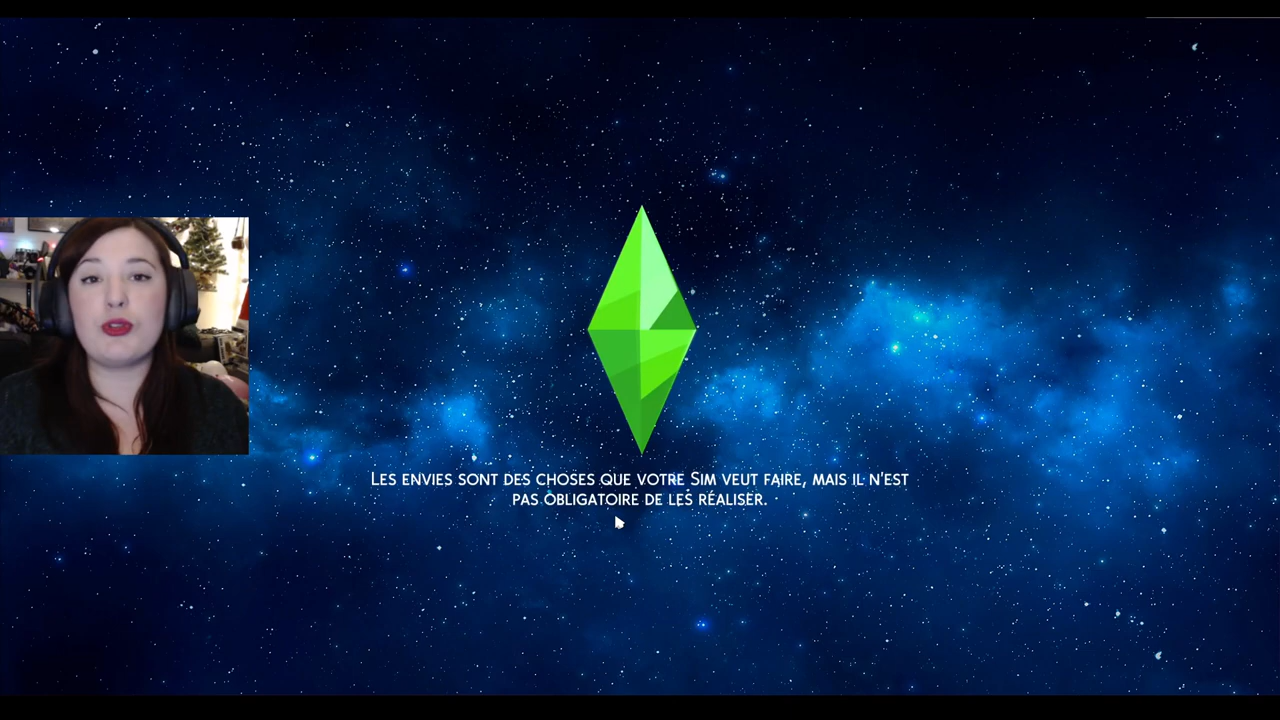 Les envies sont des choses que votre Sim veut faire, mais il n'est
pas obligatoire de les réaliser.